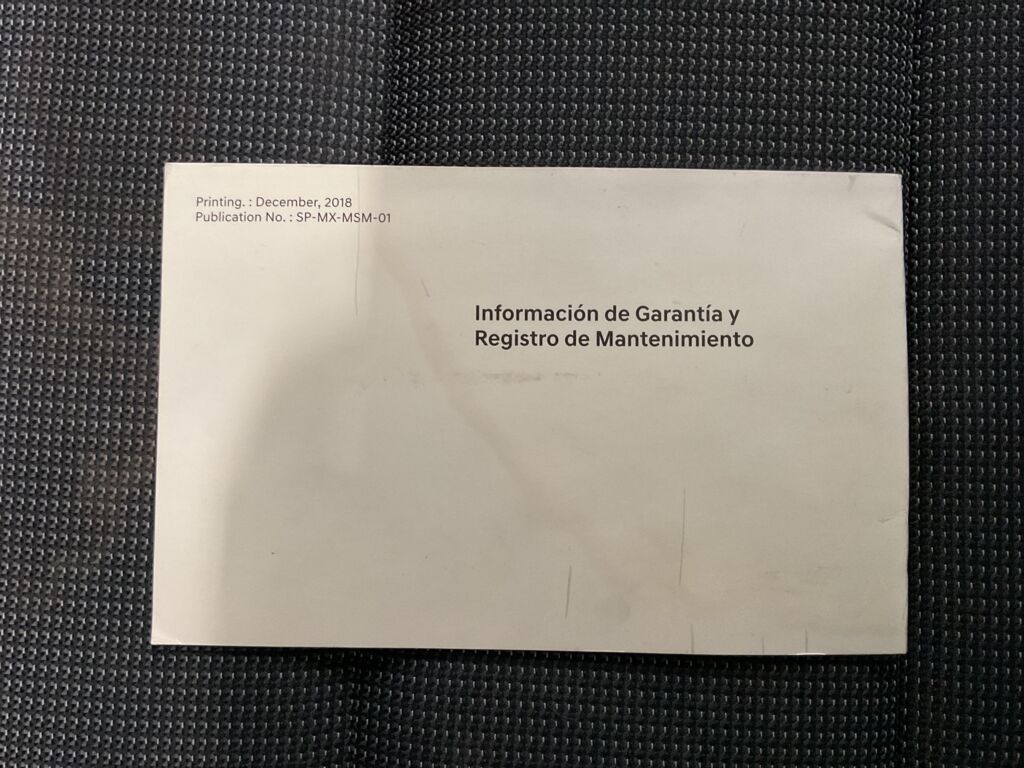 Printing. : December, 2018
Publication No. : SP-MX-MSM-01
Información de Garantía y
Registro de Mantenimiento